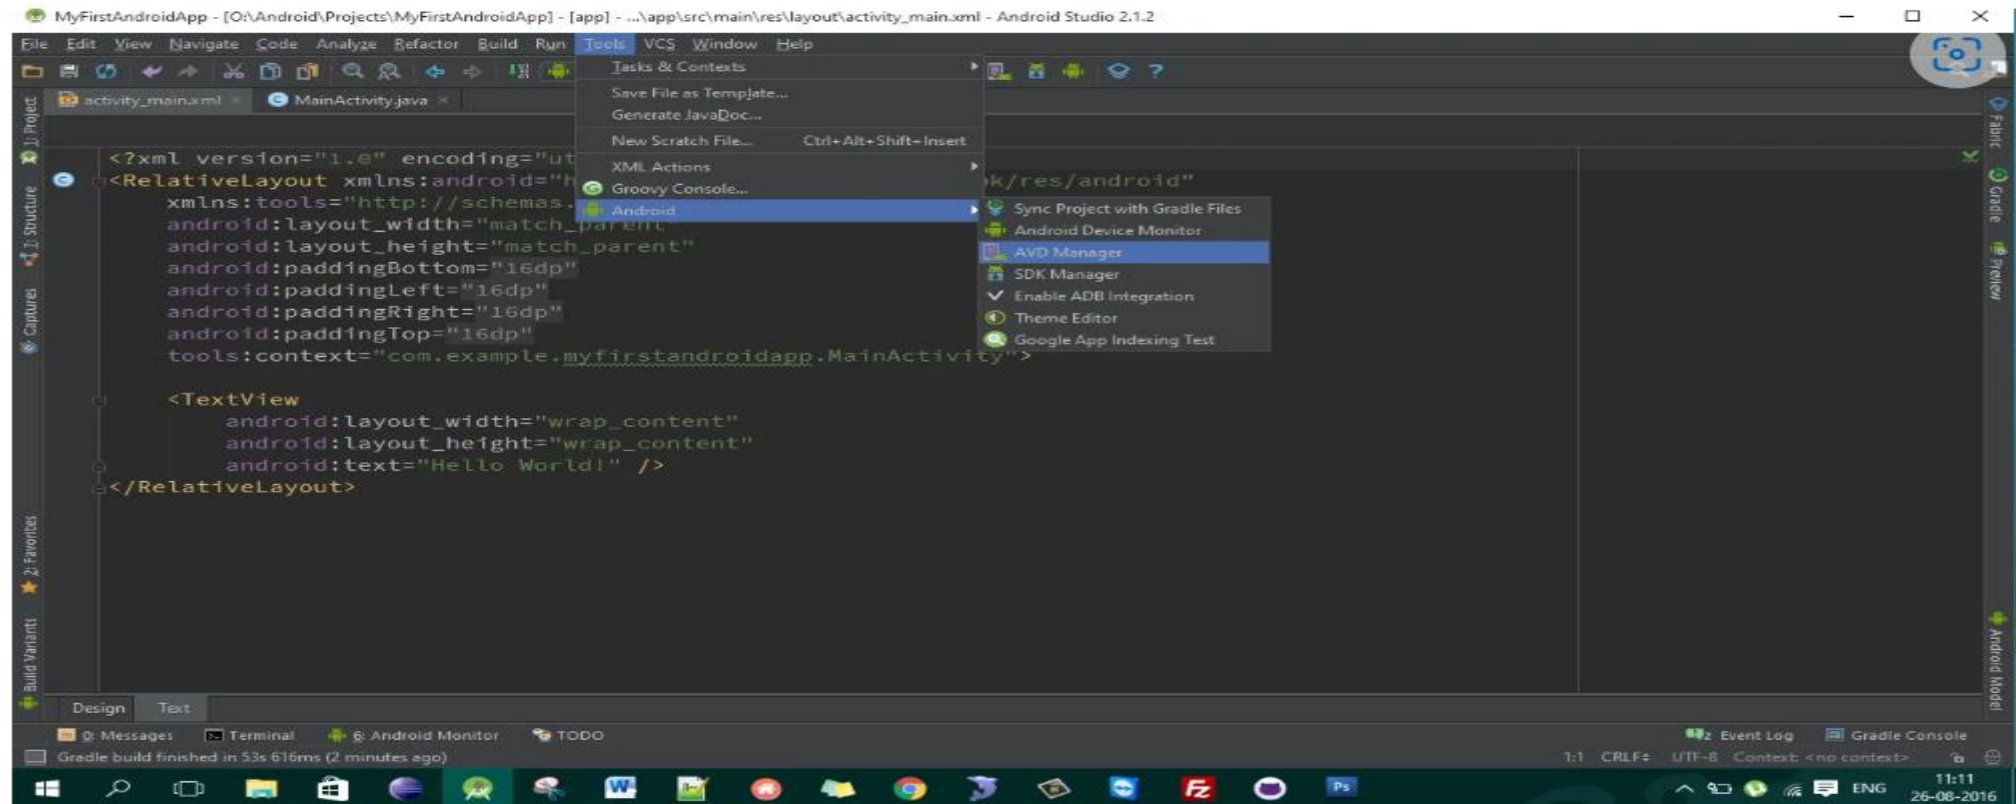 MyFirstAndroidApp - [O:\Android\Projects\MyFirstAndroidApp] - [app] - ...\app\src\main\res\layout\activity_main.xml - Android Studio 2.1.2
File Edit View Navigate Code Analyze Refactor Build Run Tools VCS Window Help
activity_main.xml
MainActivity.java
Tasks & Contexts
Save File as Template...
Generate JavaDoc...
New Scratch File... Ctrl+Alt+Shift+Insert
XML Actions
Groovy Console...
Android
Sync Project with Gradle Files
Android Device Monitor
AVD Manager
SDK Manager
Enable ADB Integration
Theme Editor
Google App Indexing Test
1: Project
7: Structure
Captures
2: Favorites
Build Variants
<?xml version="1.0" encoding="ut
<RelativeLayout xmlns:android="h k/res/android"
xmlns:tools="http://schemas.
android:layout_width="match_parent"
android:layout_height="match_parent"
android:paddingBottom="16dp"
android:paddingLeft="16dp"
android:paddingRight="16dp"
android:paddingTop="16dp"
tools:context="com.example.myfirstandroidapp.MainActivity">
<TextView
android:layout_width="wrap_content"
android:layout_height="wrap_content"
android:text="Hello World!" />
</RelativeLayout>
Fabric
Gradle
Preview
Android Model
Design Text
0: Messages Terminal 6: Android Monitor TODO
2 Event Log Gradle Console
Gradle build finished in 53s 616ms (2 minutes ago)
1:1 CRLF UTF-8 Context: <no context>
W
Fz
Ps
ENG
11:11
26-08-2016